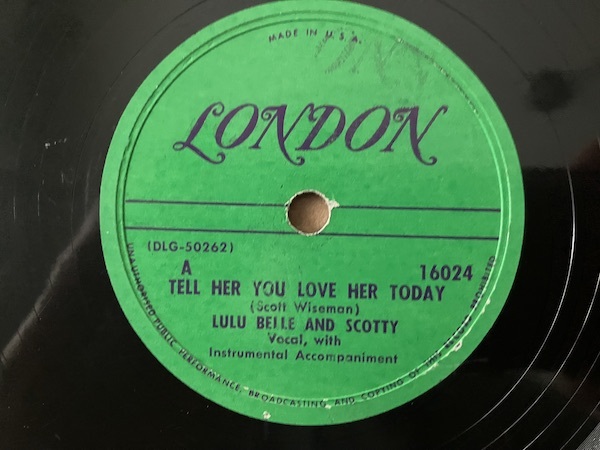 MADE IN U.S.A.
LONDON
(DLG-50262)
A
16024
TELL HER YOU LOVE HER TODAY
(Scott Wiseman)
LULU BELLE AND SCOTTY
Vocal, with
Instrumental Accompaniment
UNAUTHORIZED PUBLIC PERFORMANCE, BROADCASTING AND COPYING OF THIS RECORD PROHIBITED